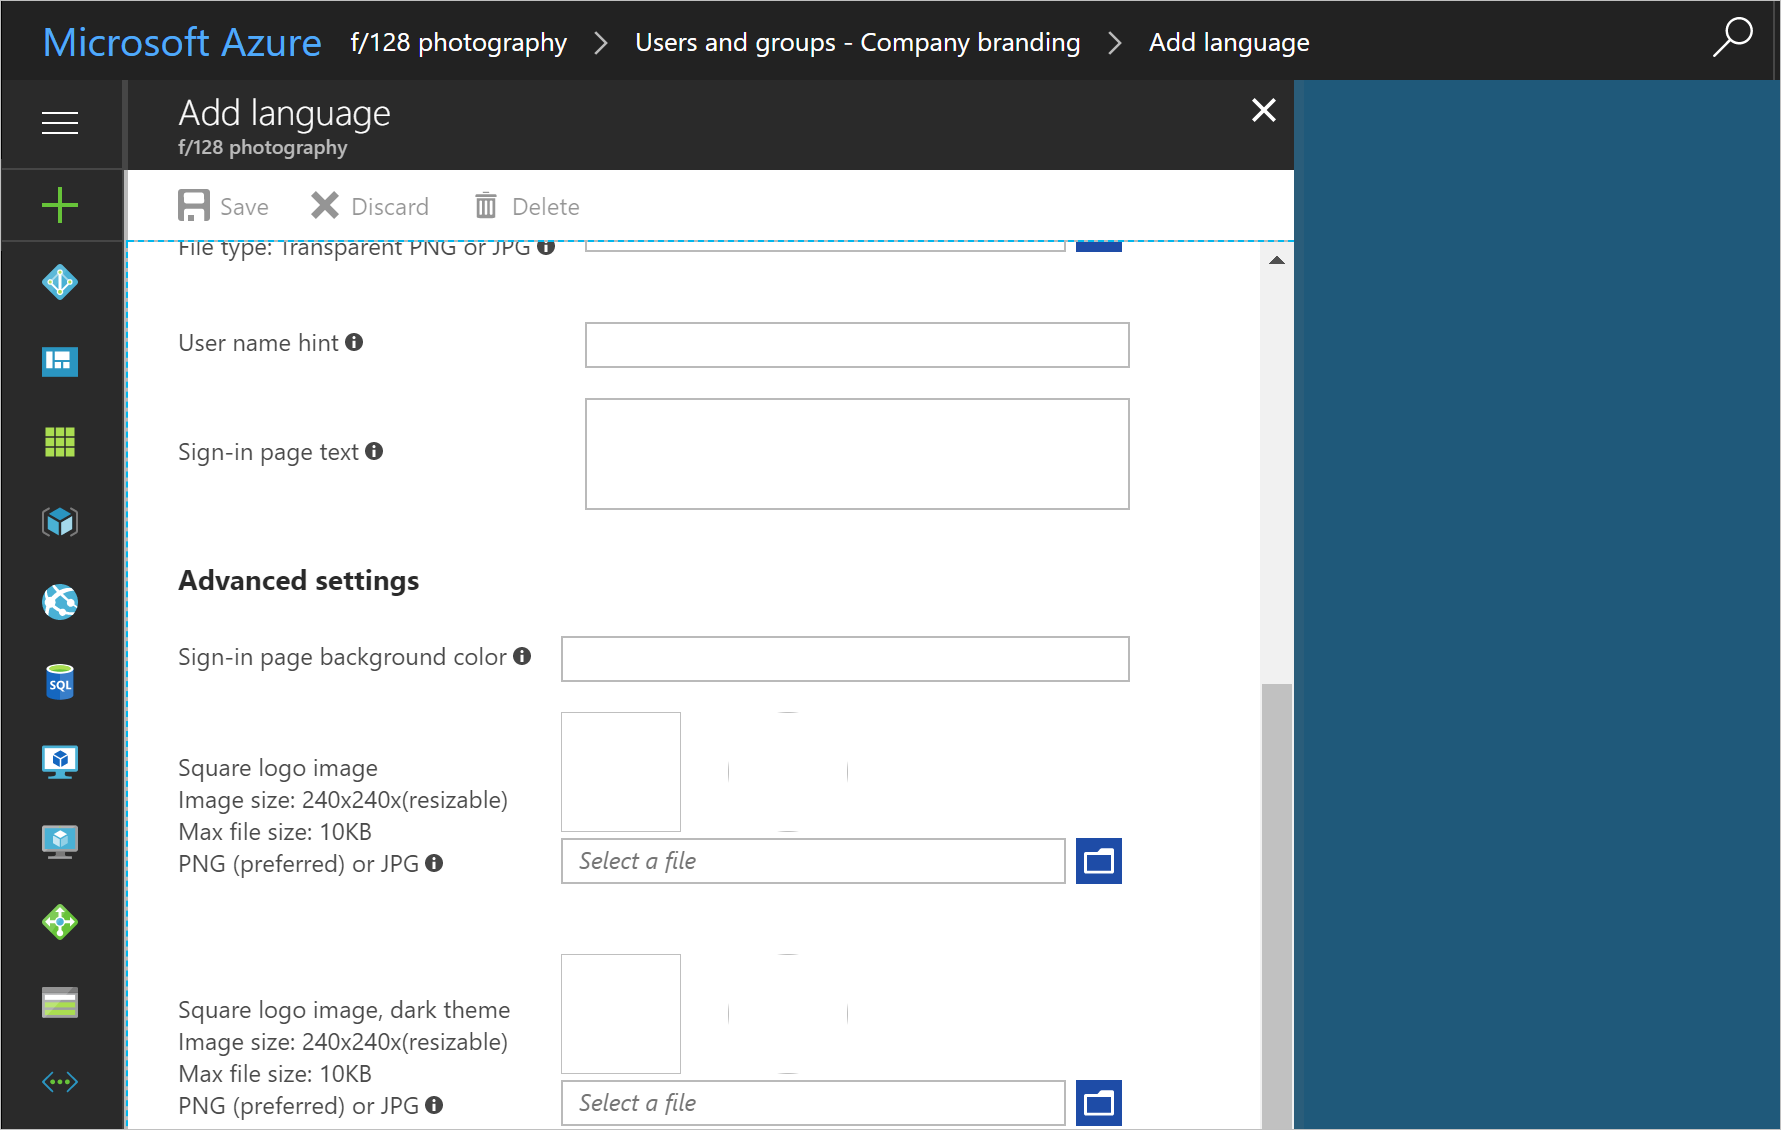 Microsoft Azure f/128 photography > Users and groups - Company branding > Add language
Add language
f/128 photography
Save Discard Delete
File type: Transparent PNG or JPG
User name hint
Sign-in page text
Advanced settings
Sign-in page background color
SQL
Square logo image
Image size: 240x240x(resizable)
Max file size: 10KB
PNG (preferred) or JPG
Select a file
Square logo image, dark theme
Image size: 240x240x(resizable)
Max file size: 10KB
PNG (preferred) or JPG
Select a file